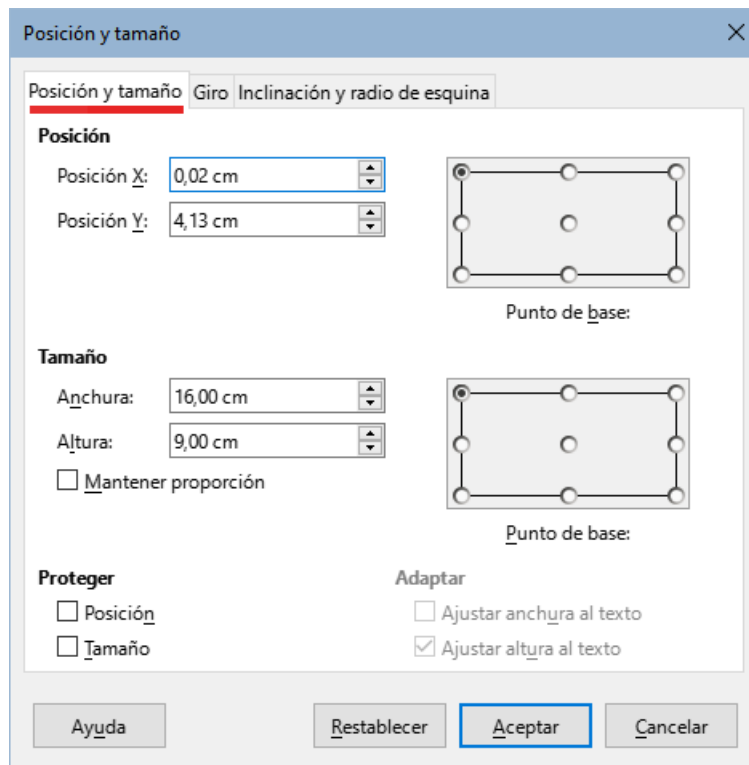 Posición y tamaño
Posición y tamaño Giro Inclinación y radio de esquina
Posición
Posición X: 0,02 cm
Posición Y: 4,13 cm
Punto de base:
Tamaño
Anchura: 16,00 cm
Altura: 9,00 cm
Mantener proporción
Punto de base:
Proteger Adaptar
Posición Ajustar anchura al texto
Tamaño Ajustar altura al texto
Ayuda Restablecer Aceptar Cancelar